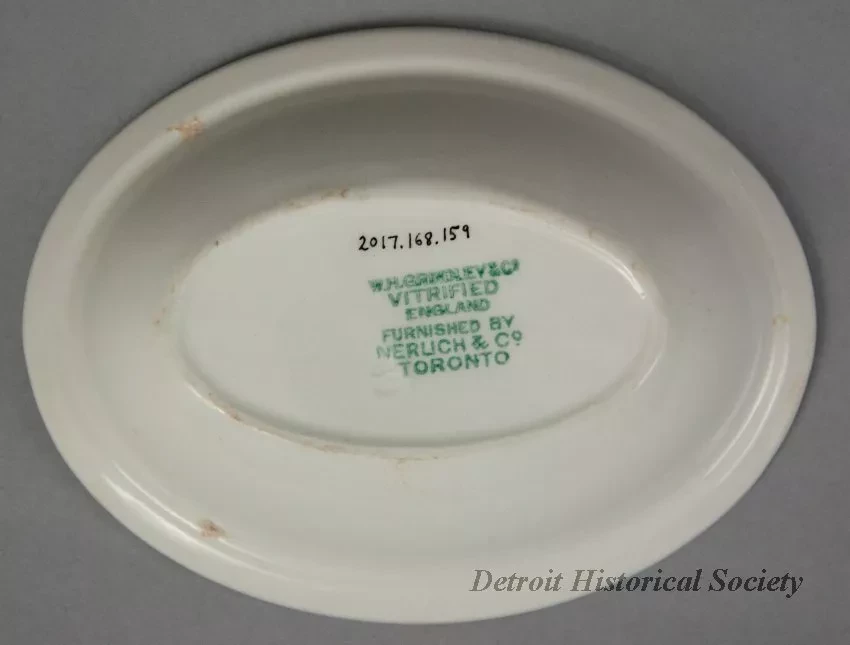 2017.168.159
W.H.GRINDLEY & Co
VITRIFIED
ENGLAND
FURNISHED BY
NERLICH & Co
TORONTO
Detroit Historical Society